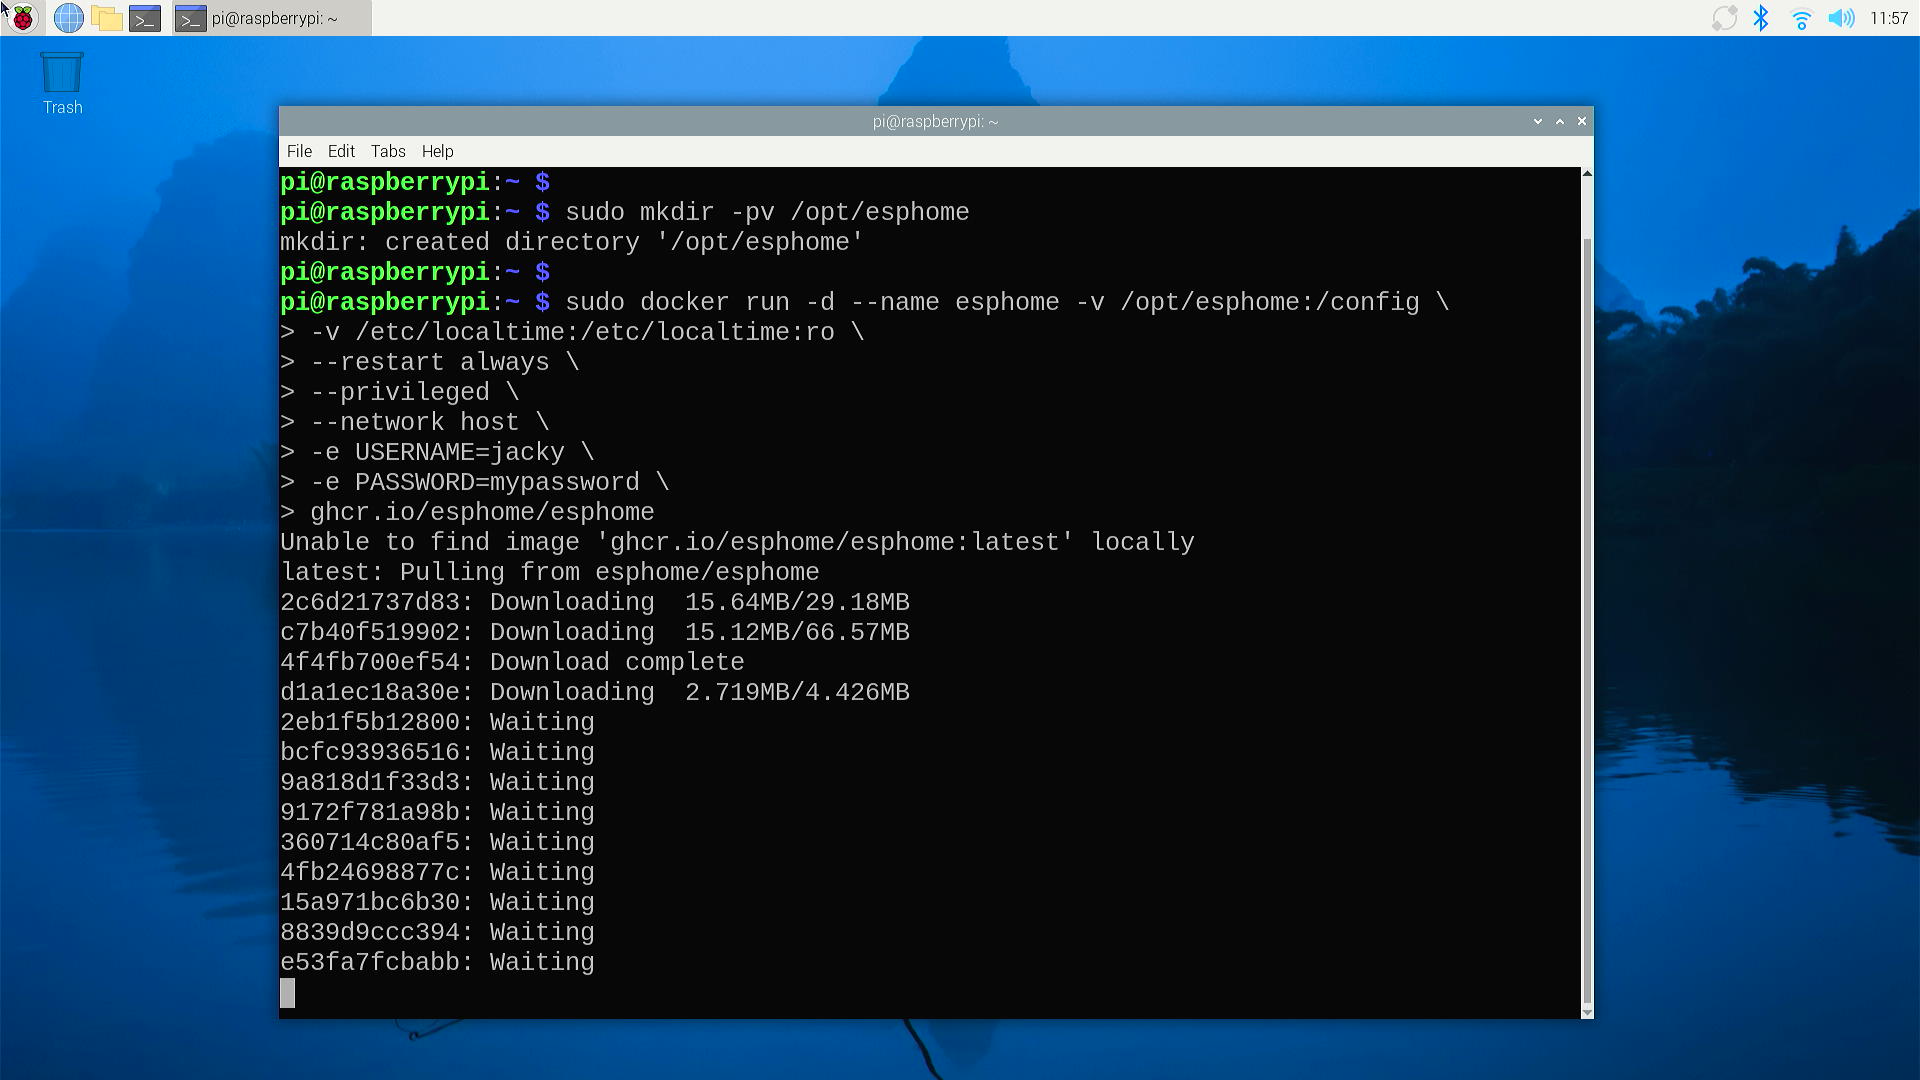 pi@raspberrypi: ~
11:57
Trash
pi@raspberrypi: ~
File Edit Tabs Help
pi@raspberrypi:~ $
pi@raspberrypi:~ $ sudo mkdir -pv /opt/esphome
mkdir: created directory '/opt/esphome'
pi@raspberrypi:~ $
pi@raspberrypi:~ $ sudo docker run -d --name esphome -v /opt/esphome:/config \
> -v /etc/localtime:/etc/localtime:ro \
> --restart always \
> --privileged \
> --network host \
> -e USERNAME=jacky \
> -e PASSWORD=mypassword \
> ghcr.io/esphome/esphome
Unable to find image 'ghcr.io/esphome/esphome:latest' locally
latest: Pulling from esphome/esphome
2c6d21737d83: Downloading  15.64MB/29.18MB
c7b40f519902: Downloading  15.12MB/66.57MB
4f4fb700ef54: Download complete
d1a1ec18a30e: Downloading  2.719MB/4.426MB
2eb1f5b12800: Waiting
bcfc93936516: Waiting
9a818d1f33d3: Waiting
9172f781a98b: Waiting
360714c80af5: Waiting
4fb24698877c: Waiting
15a971bc6b30: Waiting
8839d9ccc394: Waiting
e53fa7fcbabb: Waiting